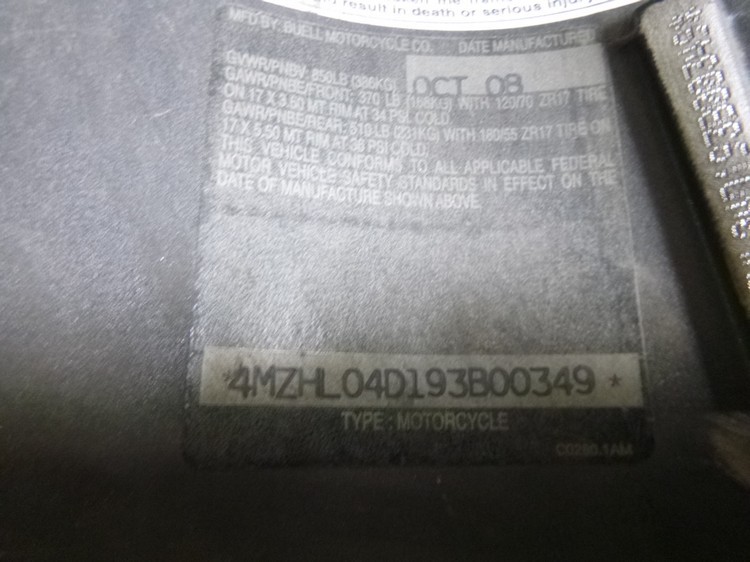 result in death or serious injury
MFD BY: BUELL MOTORCYCLE CO. DATE MANUFACTURED
GVWR/PNBV: 850LB (386KG) OCT 08
GAWR/PNBE/FRONT: 370 LB (168KG) WITH 120/70 ZR17 TIRE
ON 17 X 3.50 MT RIM AT 34 PSI, COLD
GAWR/PNBE/REAR: 510 LB (231KG) WITH 180/55 ZR17 TIRE ON
17 X 5.50 MT RIM AT 38 PSI, COLD
THIS VEHICLE CONFORMS TO ALL APPLICABLE FEDERAL
MOTOR VEHICLE SAFETY STANDARDS IN EFFECT ON THE
DATE OF MANUFACTURE SHOWN ABOVE.
*4MZHL04D193B00349*
TYPE: MOTORCYCLE